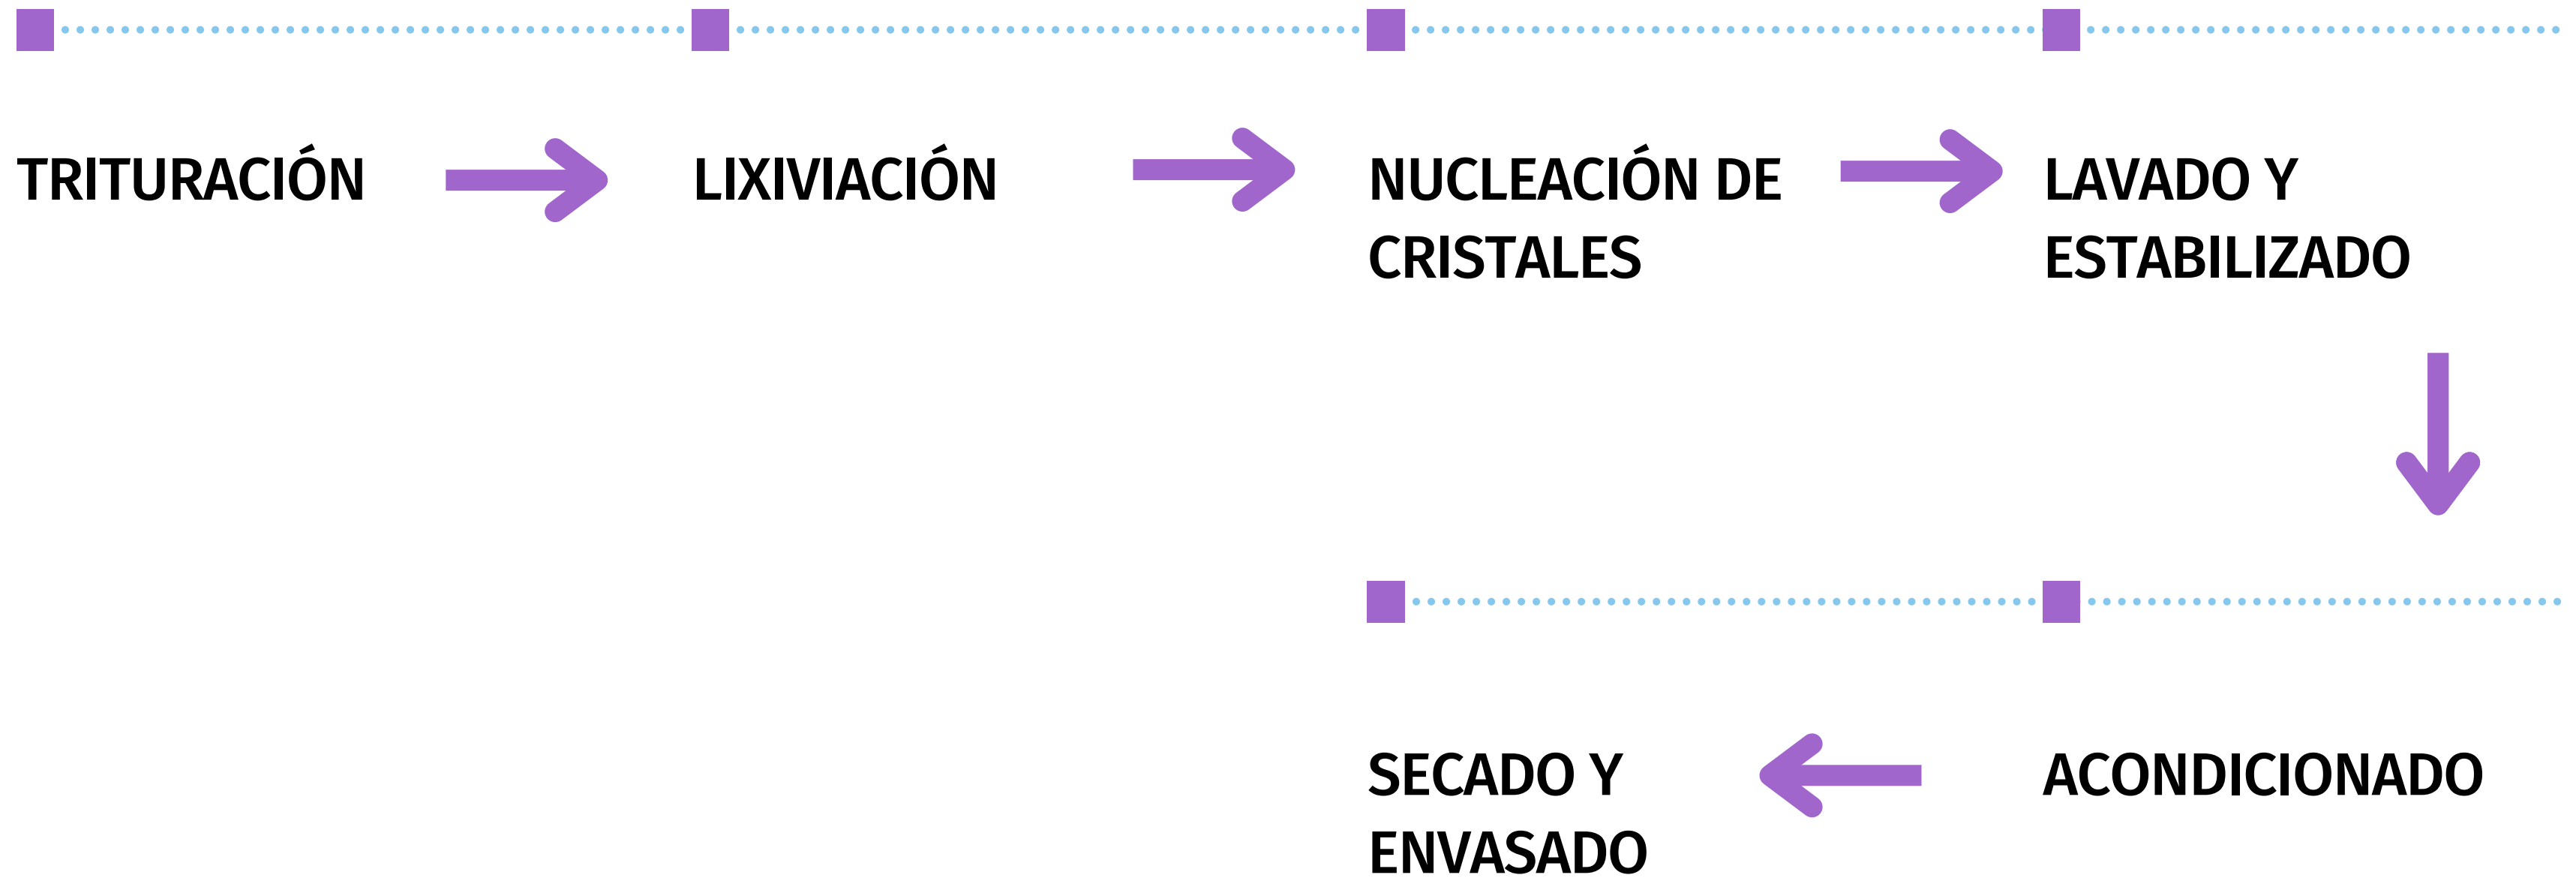 TRITURACIÓN
LIXIVIACIÓN
NUCLEACIÓN DE
CRISTALES
LAVADO Y
ESTABILIZADO
ACONDICIONADO
SECADO Y
ENVASADO